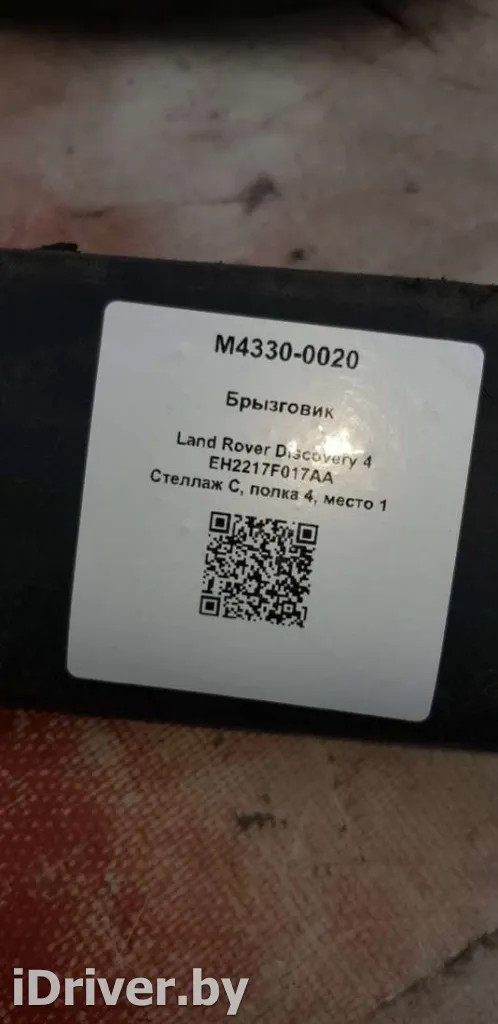 M4330-0020
Брызговик
Land Rover Discovery 4
EH2217F017AA
Стеллаж С, полка 4, место 1
iDriver.by